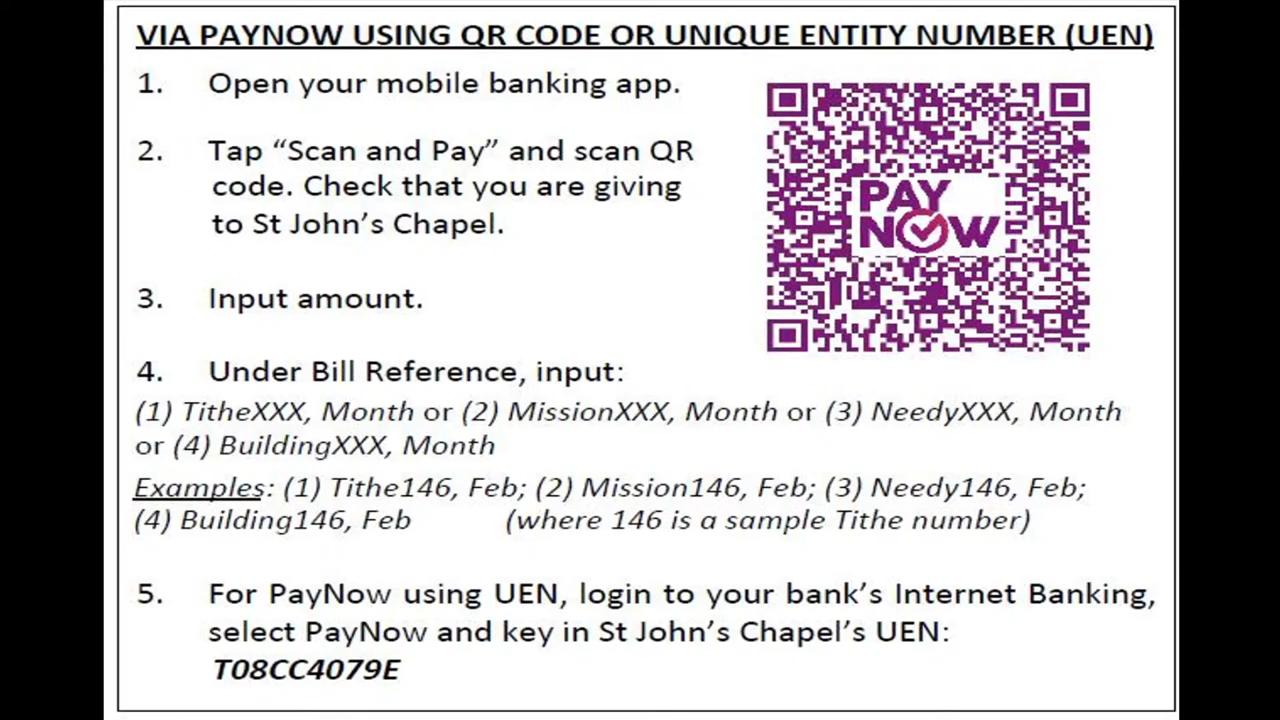 VIA PAYNOW USING QR CODE OR UNIQUE ENTITY NUMBER (UEN)
1. Open your mobile banking app.
2. Tap “Scan and Pay” and scan QR
code. Check that you are giving
to St John’s Chapel.
PAY
NOW
3. Input amount.
4. Under Bill Reference, input:
(1) TitheXXX, Month or (2) MissionXXX, Month or (3) NeedyXXX, Month
or (4) BuildingXXX, Month
Examples: (1) Tithe146, Feb; (2) Mission146, Feb; (3) Needy146, Feb;
(4) Building146, Feb (where 146 is a sample Tithe number)
5. For PayNow using UEN, login to your bank’s Internet Banking,
select PayNow and key in St John’s Chapel’s UEN:
T08CC4079E